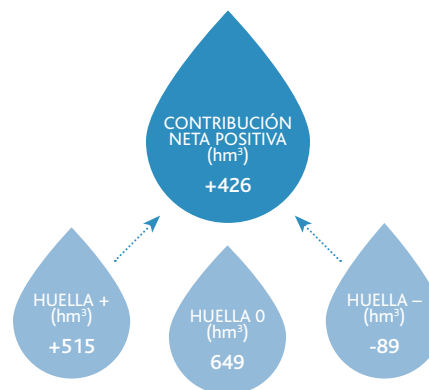 CONTRIBUCIÓN
NETA POSITIVA
(hm³)
+426
HUELLA +
(hm³)
+515
HUELLA 0
(hm³)
649
HUELLA –
(hm³)
-89